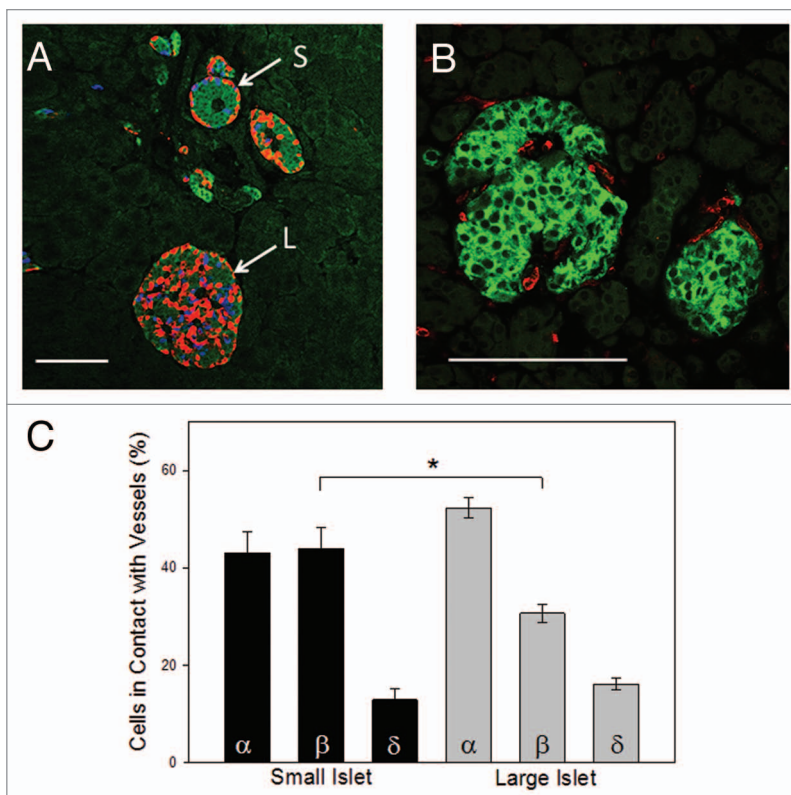 A
S
L
B
C
Cells in Contact with Vessels (%)
60
40
20
0
*
α β δ α β δ
Small Islet Large Islet